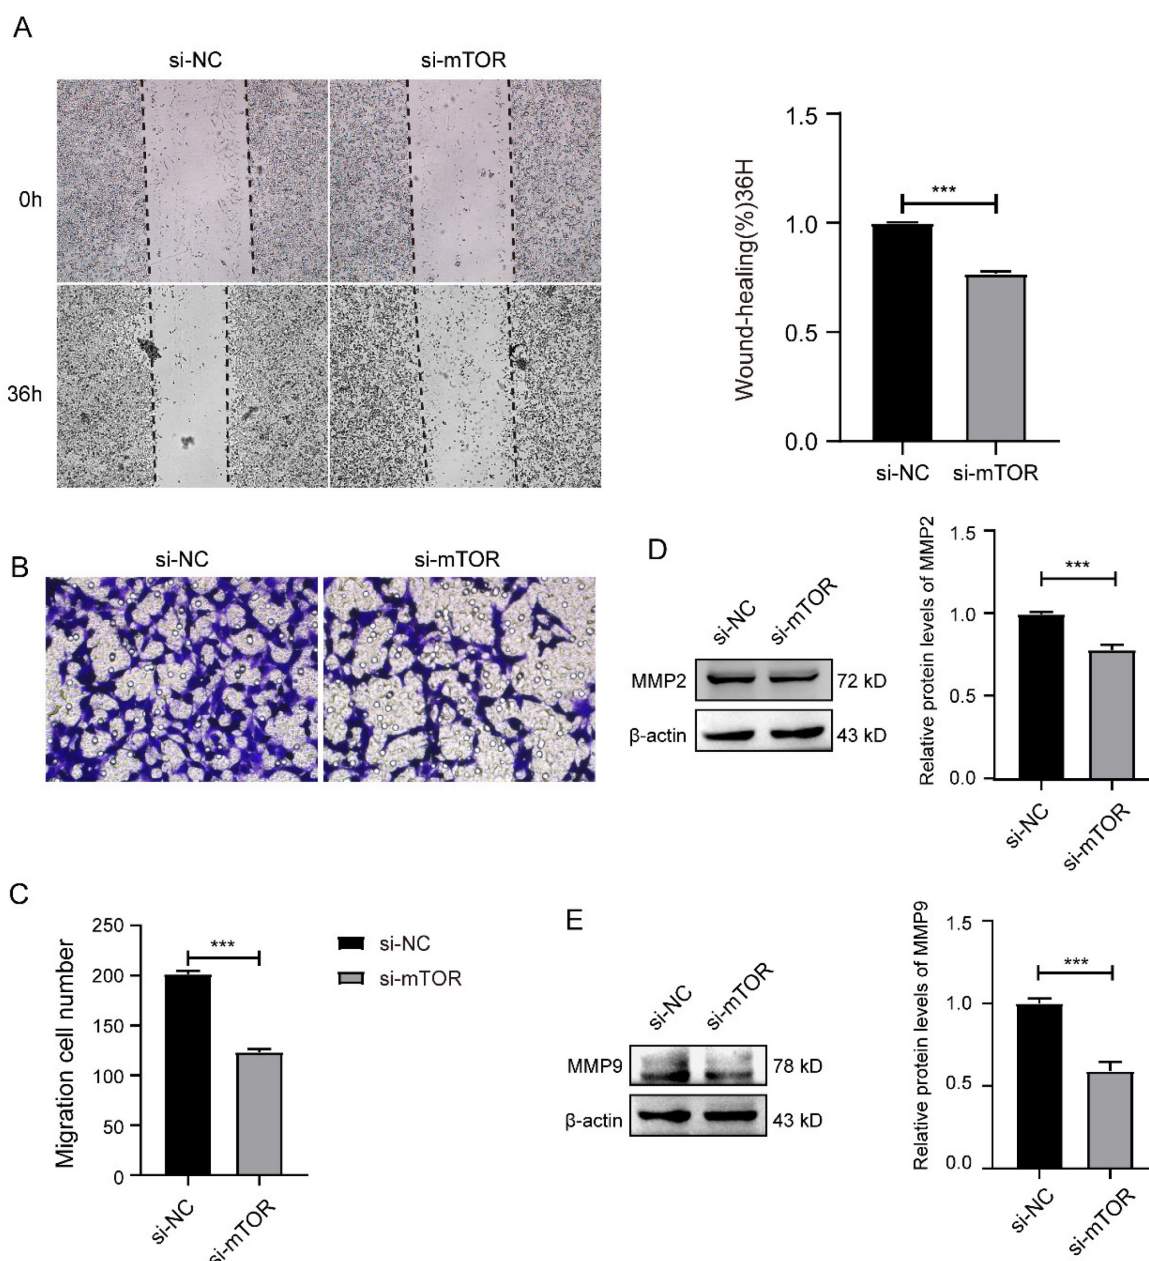 A
si-NC si-mTOR
0h
36h
Wound-healing(%)36H
1.5
1.0
0.5
0.0
***
si-NC si-mTOR
B
si-NC si-mTOR
C
Migration cell number
250
200
150
100
50
0
***
si-NC
si-mTOR
si-NC
si-mTOR
D
si-NC
si-mTOR
MMP2 72 kD
β-actin 43 kD
Relative protein levels of MMP2
1.5
1.0
0.5
0.0
***
si-NC
si-mTOR
E
si-NC
si-mTOR
MMP9 78 kD
β-actin 43 kD
Relative protein levels of MMP9
1.5
1.0
0.5
0.0
***
si-NC
si-mTOR